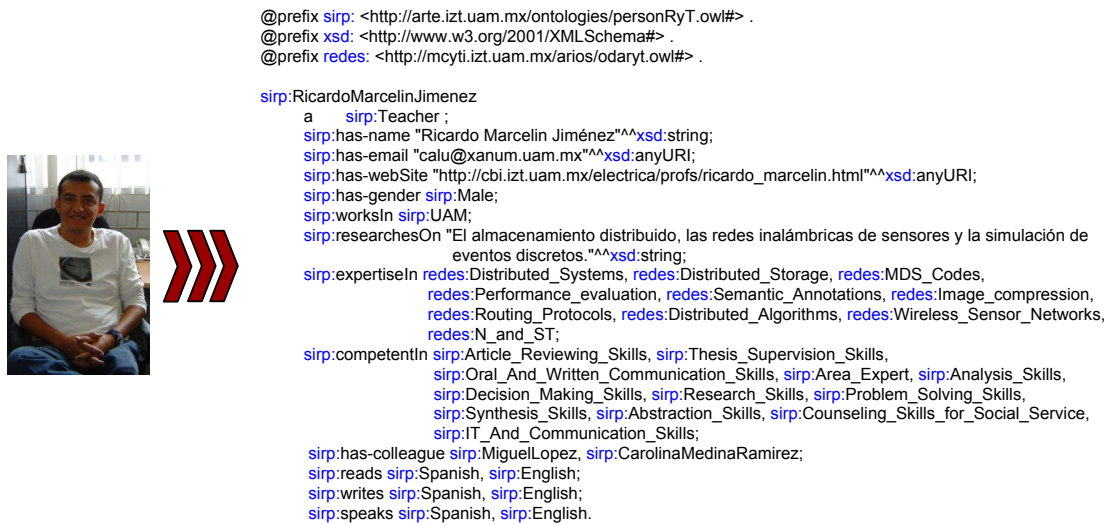 @prefix sirp: <http://arte.izt.uam.mx/ontologies/personRyT.owl#> .
@prefix xsd: <http://www.w3.org/2001/XMLSchema#> .
@prefix redes: <http://mcyti.izt.uam.mx/arios/odaryt.owl#> .
sirp:RicardoMarcelinJimenez
a sirp:Teacher ;
sirp:has-name "Ricardo Marcelin Jiménez"^^xsd:string;
sirp:has-email "calu@xanum.uam.mx"^^xsd:anyURI;
sirp:has-webSite "http://cbi.izt.uam.mx/electrica/profs/ricardo_marcelin.html"^^xsd:anyURI;
sirp:has-gender sirp:Male;
sirp:worksIn sirp:UAM;
sirp:researchesOn "El almacenamiento distribuido, las redes inalámbricas de sensores y la simulación de
eventos discretos."^^xsd:string;
sirp:expertiseIn redes:Distributed_Systems, redes:Distributed_Storage, redes:MDS_Codes,
redes:Performance_evaluation, redes:Semantic_Annotations, redes:Image_compression,
redes:Routing_Protocols, redes:Distributed_Algorithms, redes:Wireless_Sensor_Networks,
redes:N_and_ST;
sirp:competentIn sirp:Article_Reviewing_Skills, sirp:Thesis_Supervision_Skills,
sirp:Oral_And_Written_Communication_Skills, sirp:Area_Expert, sirp:Analysis_Skills,
sirp:Decision_Making_Skills, sirp:Research_Skills, sirp:Problem_Solving_Skills,
sirp:Synthesis_Skills, sirp:Abstraction_Skills, sirp:Counseling_Skills_for_Social_Service,
sirp:IT_And_Communication_Skills;
sirp:has-colleague sirp:MiguelLopez, sirp:CarolinaMedinaRamirez;
sirp:reads sirp:Spanish, sirp:English;
sirp:writes sirp:Spanish, sirp:English;
sirp:speaks sirp:Spanish, sirp:English.